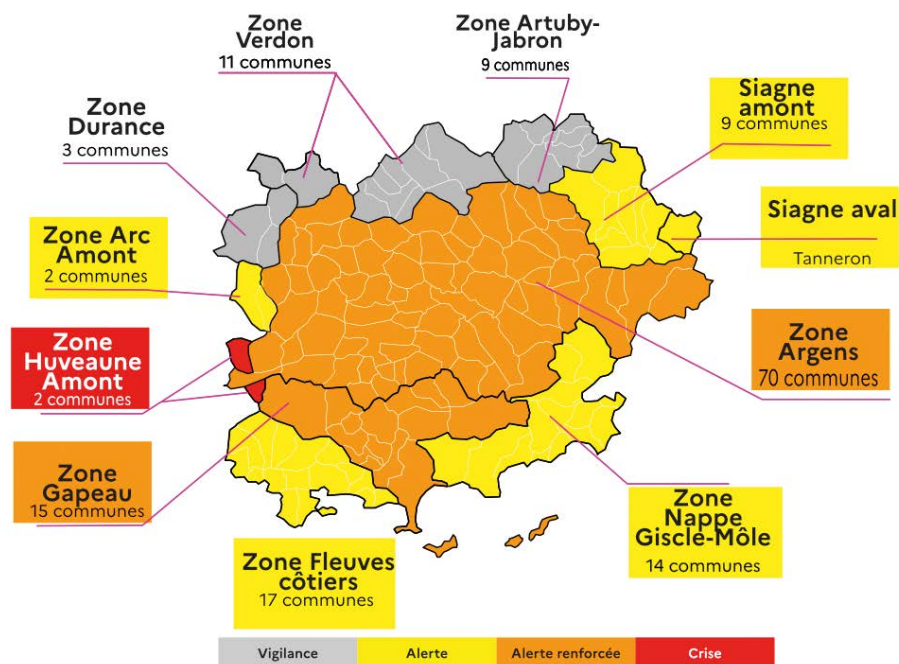 Zone
Verdon
11 communes
Zone Artuby-
Jabron
9 communes
Siagne
amont
9 communes
Zone
Durance
3 communes
Siagne aval
Tanneron
Zone Arc
Amont
2 communes
Zone
Huveaune
Amont
2 communes
Zone
Argens
70 communes
Zone
Gapeau
15 communes
Zone
Nappe
Giscle-Môle
14 communes
Zone Fleuves
côtiers
17 communes
Vigilance
Alerte
Alerte renforcée
Crise